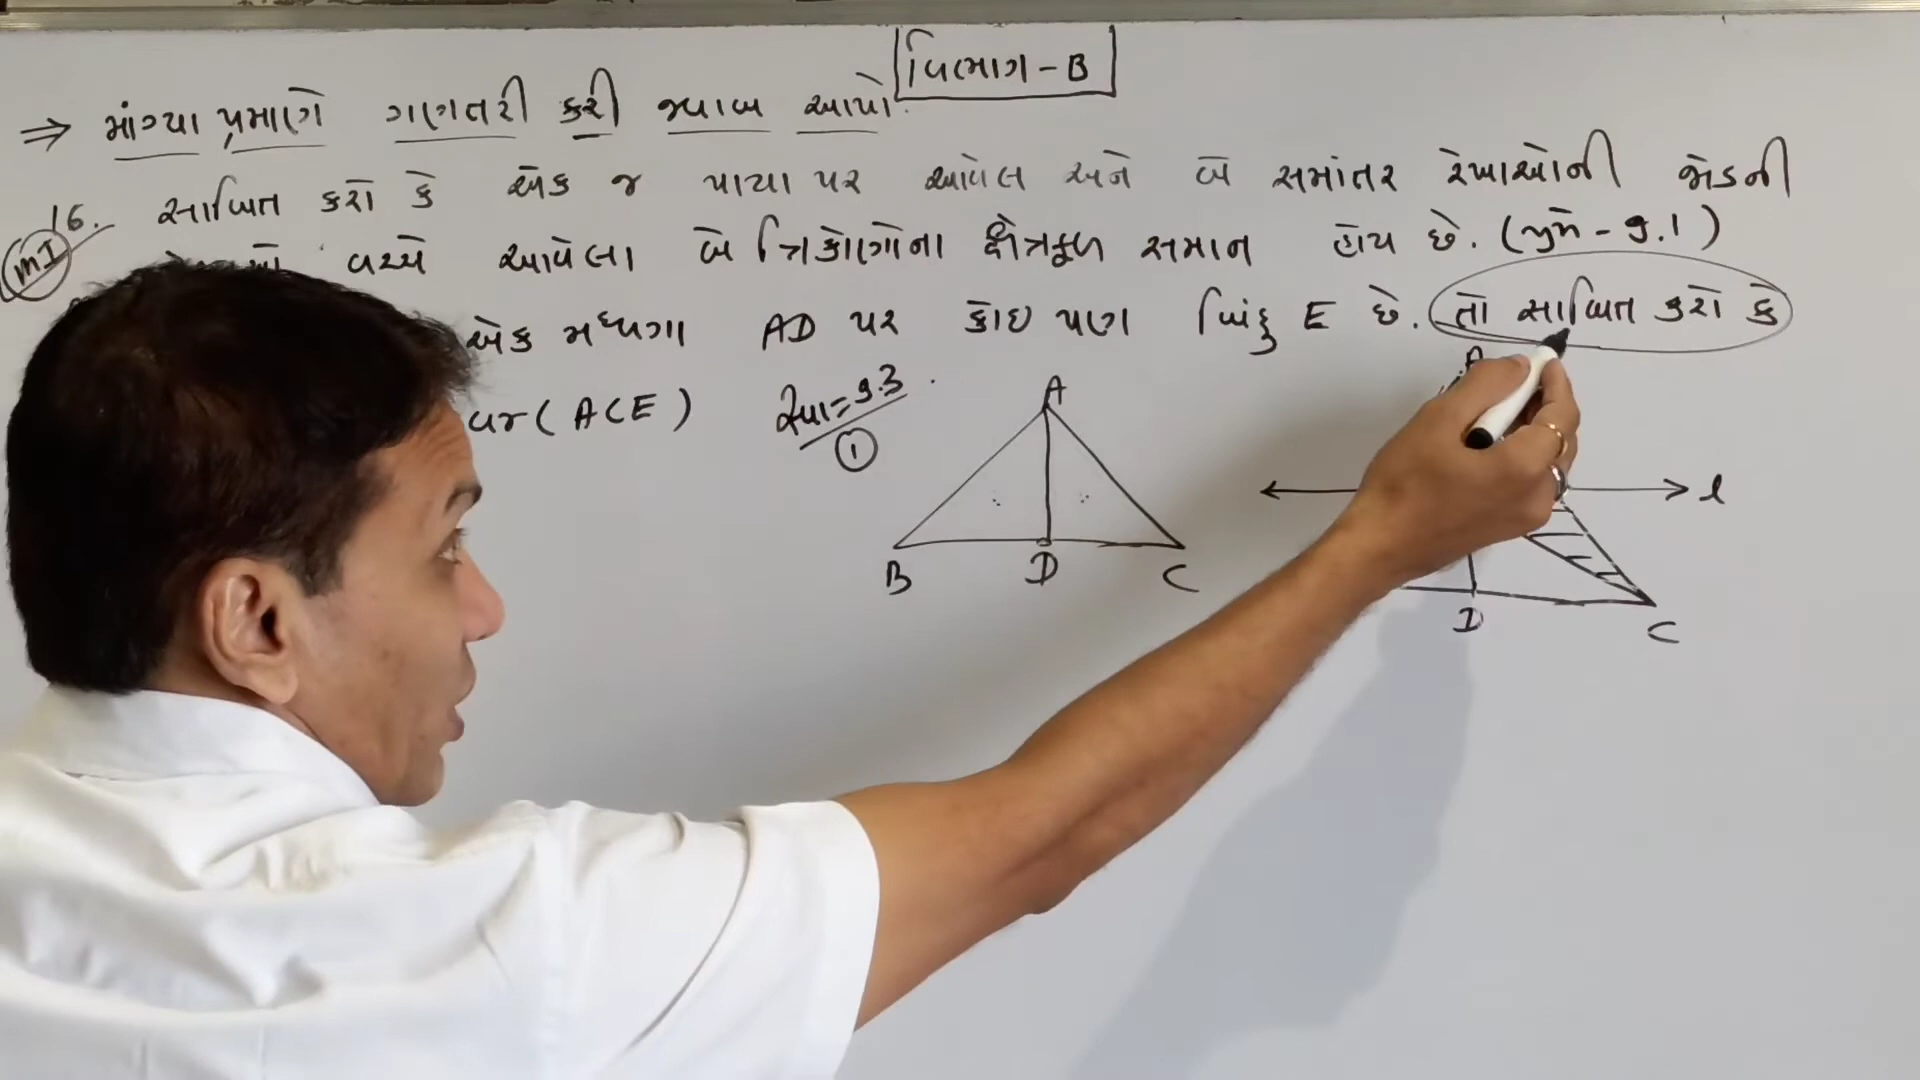 વિભાગ - B
⇒ માંગ્યા પ્રમાણે ગણતરી કરી જવાબ આપો.
16. સાબિત કરો કે એક જ પાયા પર આવેલ અને બે સમાંતર રેખાઓની જોડની
MI વચ્ચે આવેલા બે ત્રિકોણોના ક્ષેત્રફળ સમાન હોય છે. (પ્રમેય - 9.1)
એક મધ્યગા AD પર કોઇ પણ બિંદુ E છે. તો સાબિત કરો કે
(ACE) સ્વા = 9.3
1
A
B D C
A
l
D
C